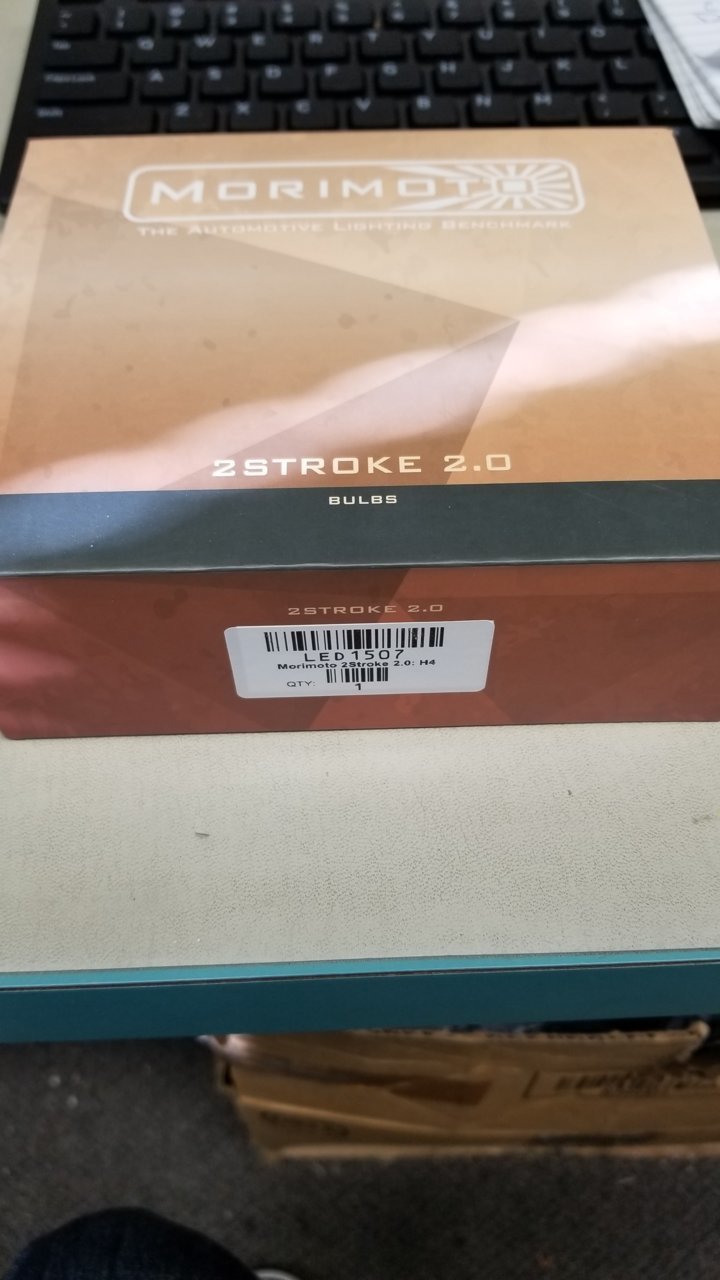 Q W E R T Y U I O
A S D F G H J K L
Z X C V B N M
MORIMOTO
THE AUTOMOTIVE LIGHTING BENCHMARK
2STROKE 2.0
BULBS
2STROKE 2.0
LED1507
Morimoto 2Stroke 2.0: H4
QTY:
1